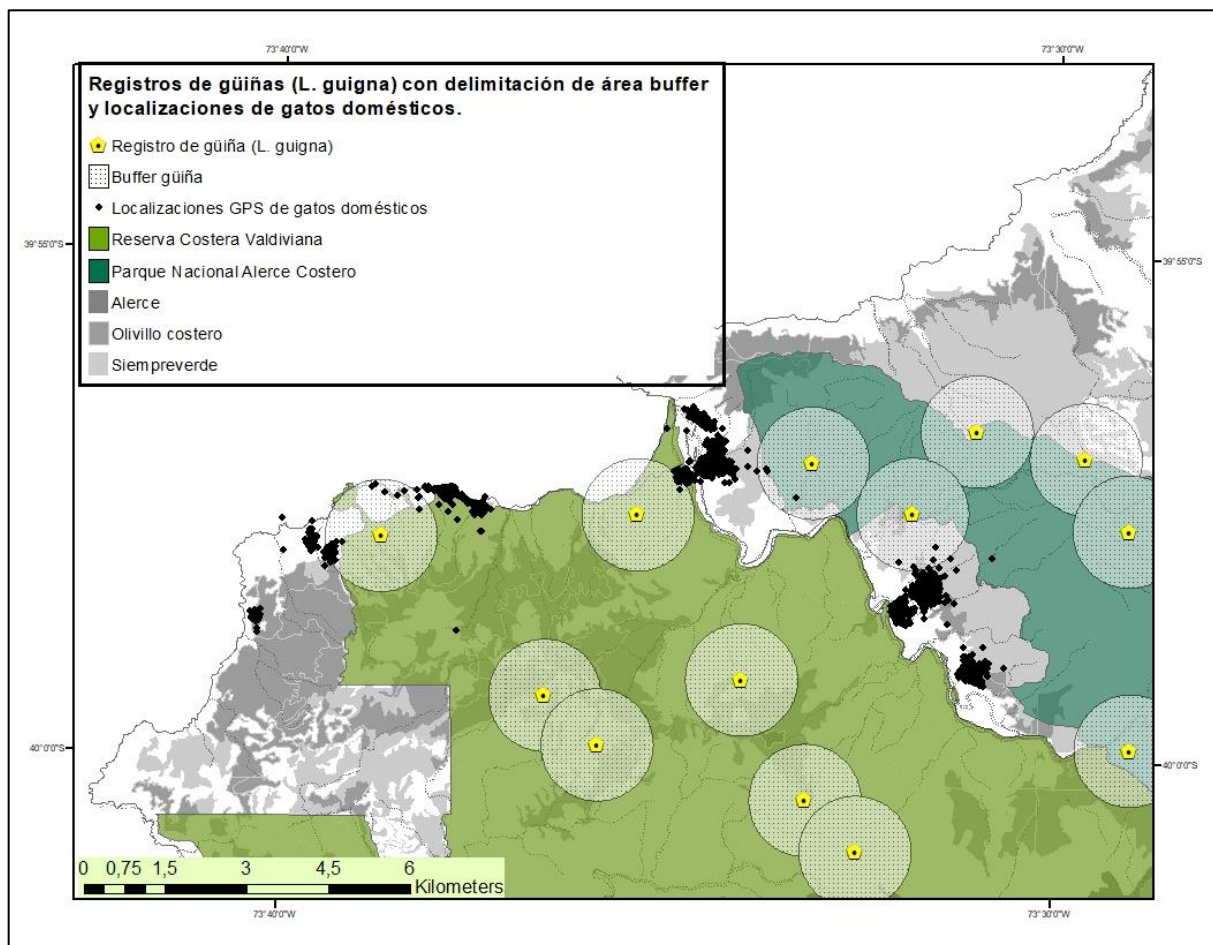 73°40'0"W
73°30'0"W
Registros de güiñas (L. guigna) con delimitación de área buffer
y localizaciones de gatos domésticos.
Registro de güiña (L. guigna)
Buffer güiña
Localizaciones GPS de gatos domésticos
Reserva Costera Valdiviana
Parque Nacional Alerce Costero
Alerce
Olivillo costero
Siempreverde
39°55'0"S
39°55'0"S
40°0'0"S
40°0'0"S
0 0,75 1,5 3 4,5 6
Kilometers
73°40'0"W
73°30'0"W